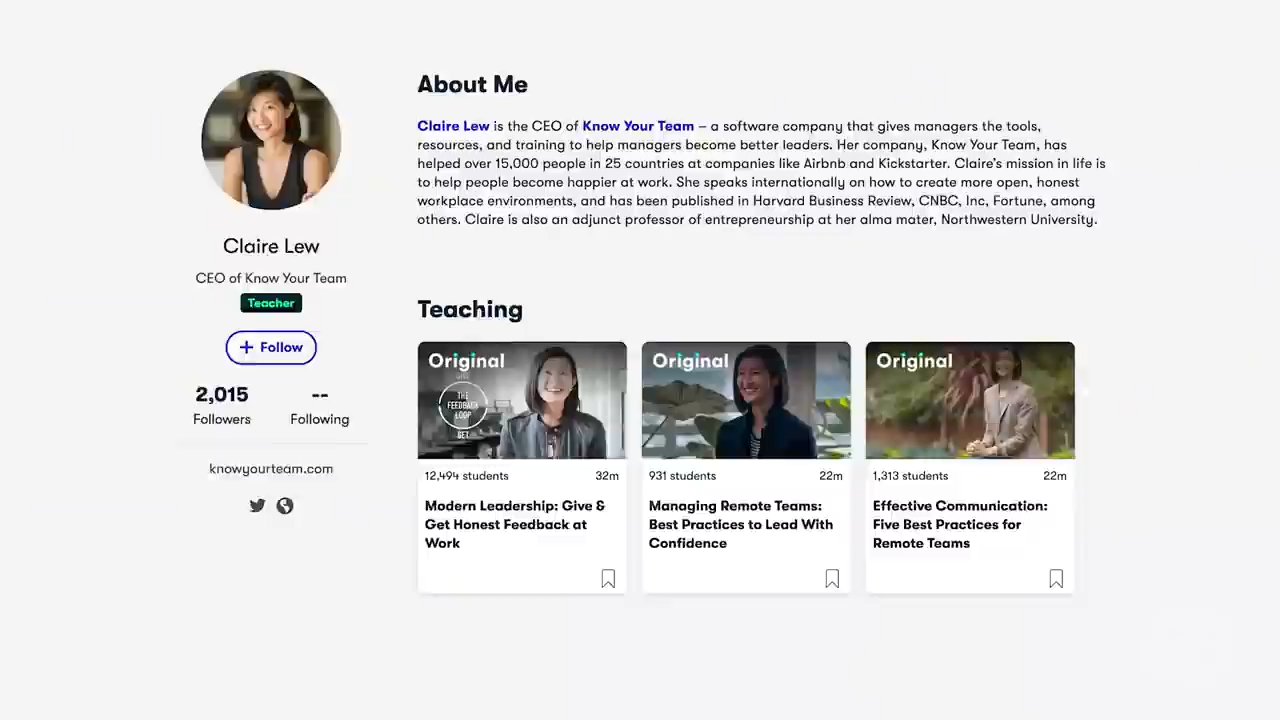 Claire Lew
CEO of Know Your Team
Teacher
+ Follow
2,015
Followers
--
Following
knowyourteam.com
About Me
Claire Lew is the CEO of Know Your Team – a software company that gives managers the tools,
resources, and training to help managers become better leaders. Her company, Know Your Team, has
helped over 15,000 people in 25 countries at companies like Airbnb and Kickstarter. Claire's mission in life is
to help people become happier at work. She speaks internationally on how to create more open, honest
workplace environments, and has been published in Harvard Business Review, CNBC, Inc, Fortune, among
others. Claire is also an adjunct professor of entrepreneurship at her alma mater, Northwestern University.
Teaching
Original
GIVE
THE
FEEDBACK
LOOP
GET
12,494 students 32m
Modern Leadership: Give &
Get Honest Feedback at
Work
Original
931 students 22m
Managing Remote Teams:
Best Practices to Lead With
Confidence
Original
1,313 students 22m
Effective Communication:
Five Best Practices for
Remote Teams